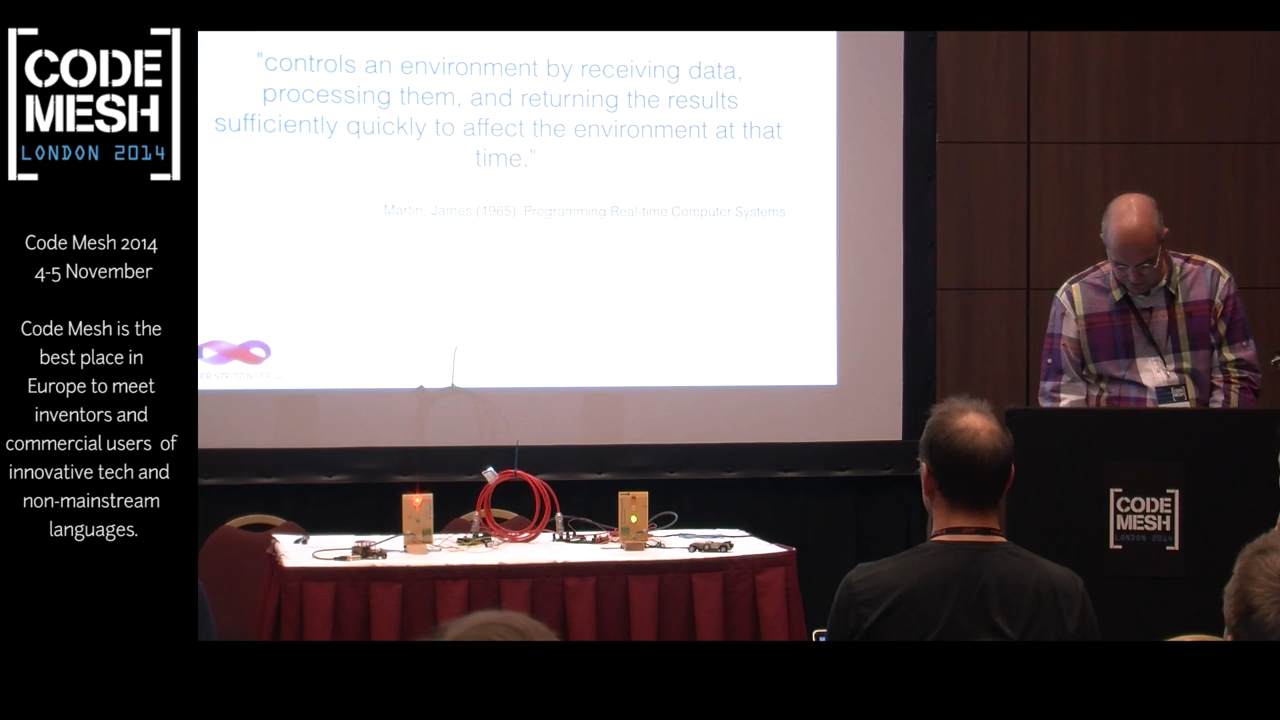 CODE
MESH
LONDON 2014
Code Mesh 2014
4-5 November
Code Mesh is the
best place in
Europe to meet
inventors and
commercial users of
innovative tech and
non-mainstream
languages.
"controls an environment by receiving data,
processing them, and returning the results
sufficiently quickly to affect the environment at that
time."
Martin, James (1965). Programming Real-time Computer Systems
CODE
MESH
LONDON 2014